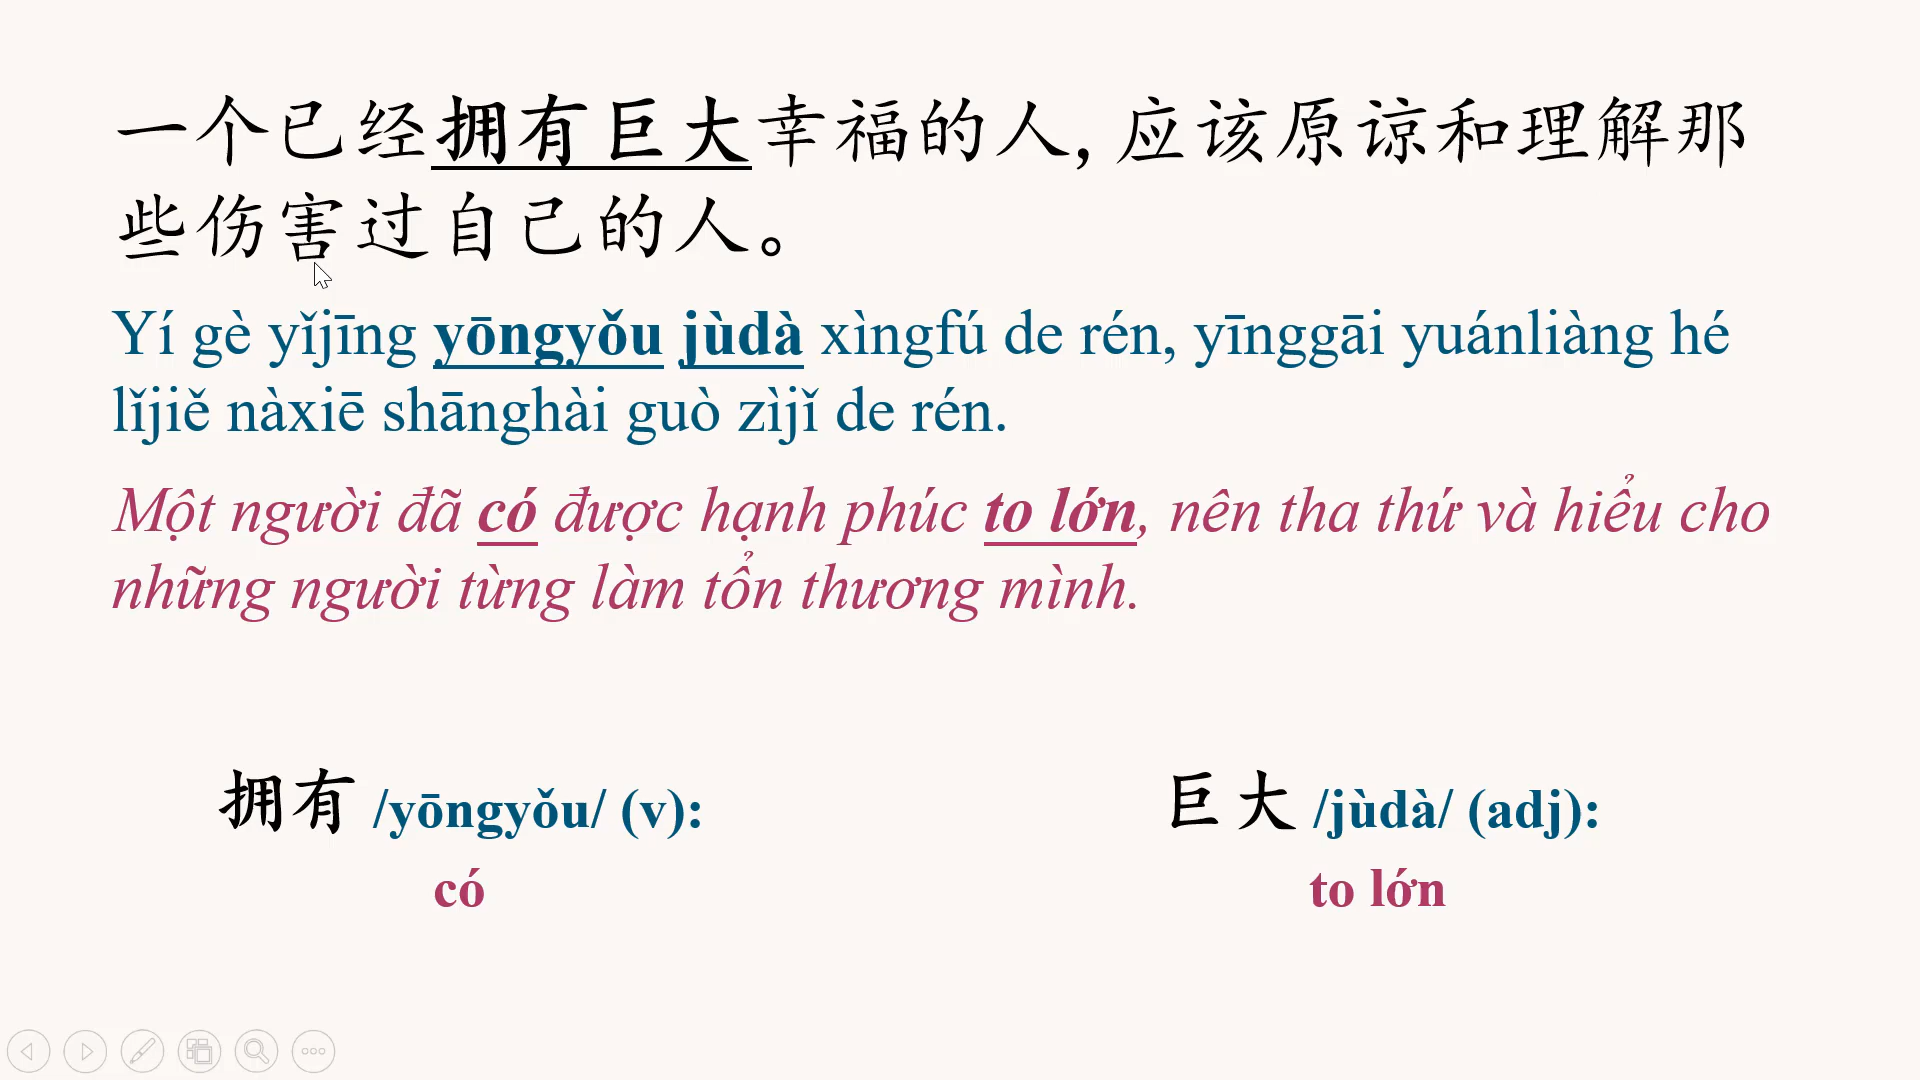 一个已经拥有巨大幸福的人, 应该原谅和理解那
些伤害过自己的人。
Yí gè yǐjīng yōngyǒu jùdà xìngfú de rén, yīnggāi yuánliàng hé
lǐjiě nàxiē shānghài guò zìjǐ de rén.
Một người đã có được hạnh phúc to lớn, nên tha thứ và hiểu cho
những người từng làm tổn thương mình.
拥有 /yōngyǒu/ (v):
có
巨大 /jùdà/ (adj):
to lớn